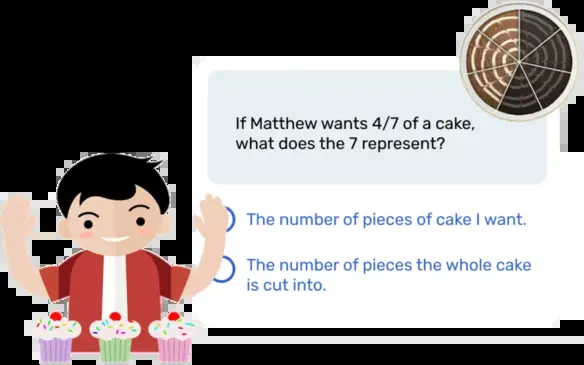 If Matthew wants 4/7 of a cake,
what does the 7 represent?
The number of pieces of cake I want.
The number of pieces the whole cake
is cut into.